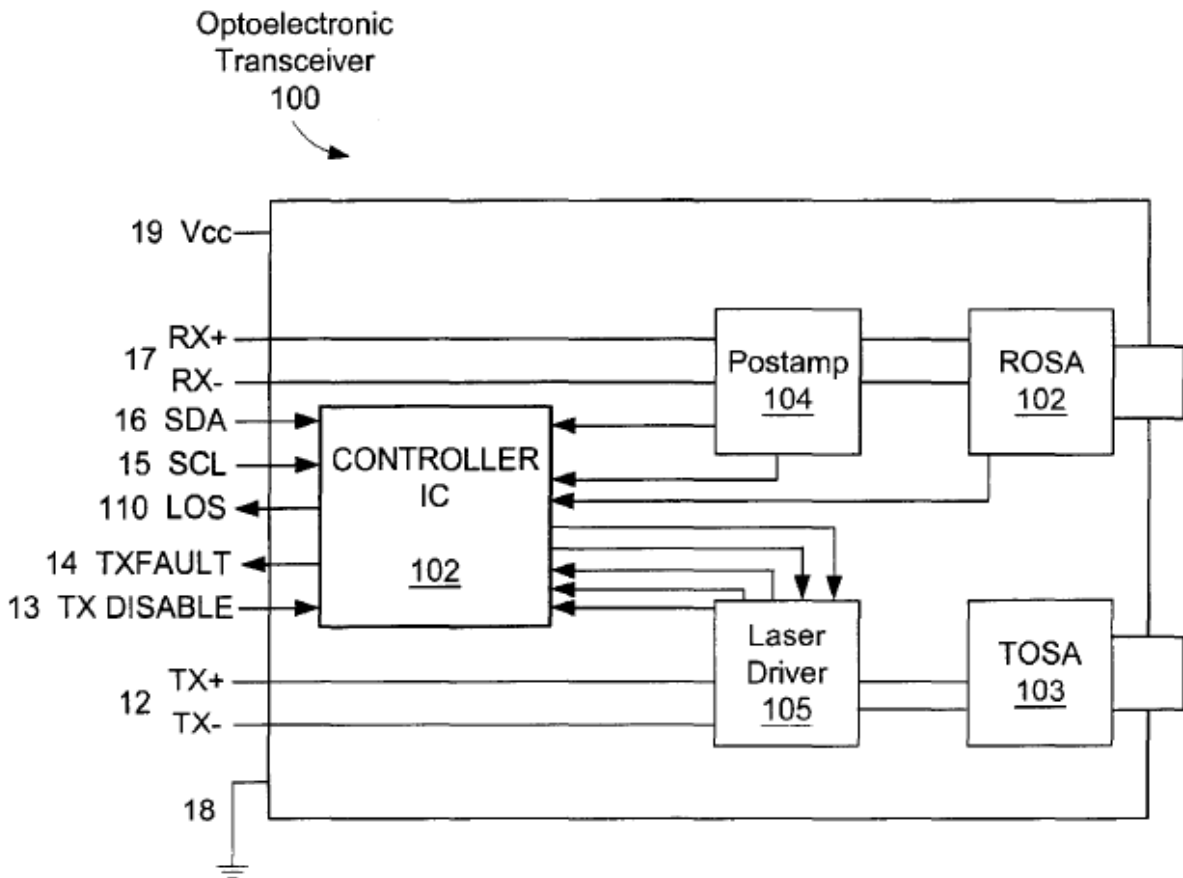 Optoelectronic
Transceiver
100
19 Vcc
17
RX+
RX-
16 SDA
15 SCL
110 LOS
14 TXFAULT
13 TX DISABLE
12
TX+
TX-
18
CONTROLLER
IC
102
Postamp
104
ROSA
102
Laser
Driver
105
TOSA
103